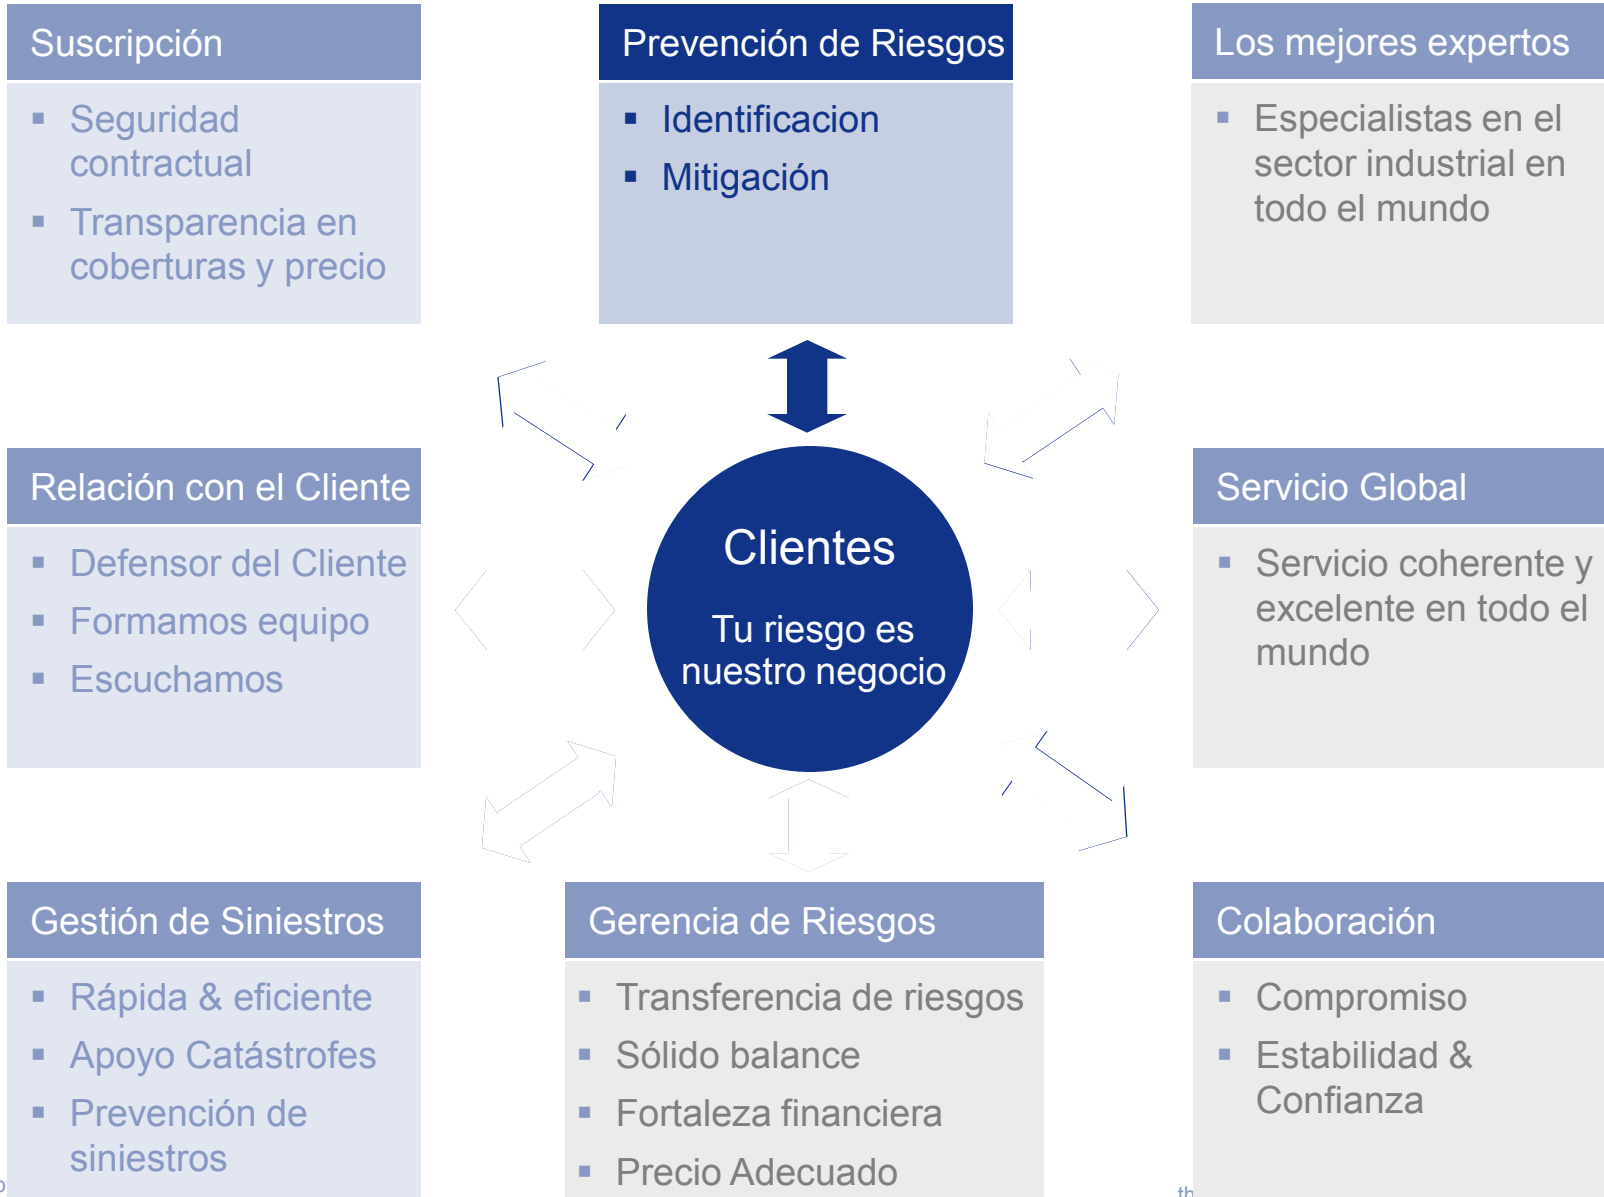 Suscripción
Seguridad
contractual
Transparencia en
coberturas y precio
Prevención de Riesgos
Identificacion
Mitigación
Los mejores expertos
Especialistas en el
sector industrial en
todo el mundo
Relación con el Cliente
Defensor del Cliente
Formamos equipo
Escuchamos
Clientes
Tu riesgo es
nuestro negocio
Servicio Global
Servicio coherente y
excelente en todo el
mundo
Gestión de Siniestros
Rápida & eficiente
Apoyo Catástrofes
Prevención de
siniestros
Gerencia de Riesgos
Transferencia de riesgos
Sólido balance
Fortaleza financiera
Precio Adecuado
Colaboración
Compromiso
Estabilidad &
Confianza